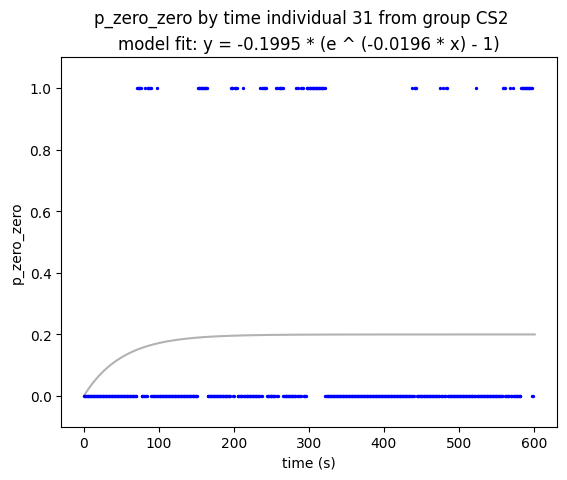 p_zero_zero by time individual 31 from group CS2
model fit: y = -0.1995 * (e ^ (-0.0196 * x) - 1)
1.0
0.8
0.6
0.4
0.2
0.0
p_zero_zero
0 100 200 300 400 500 600
time (s)